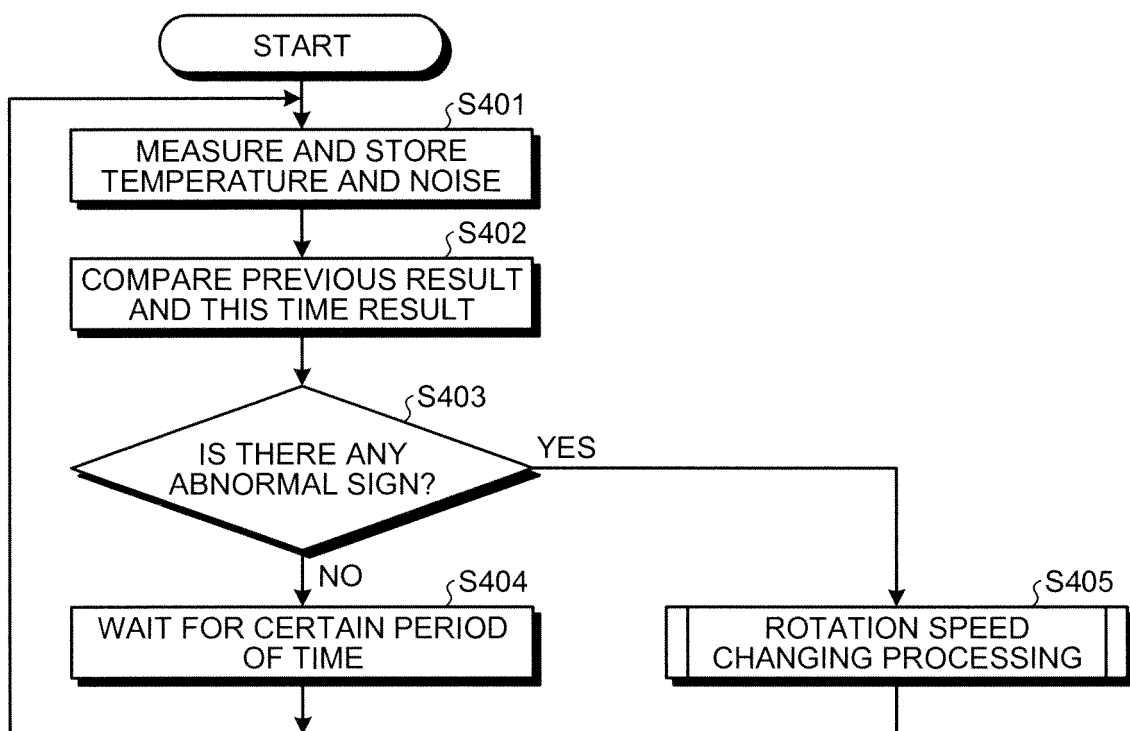 START
S401
MEASURE AND STORE
TEMPERATURE AND NOISE
S402
COMPARE PREVIOUS RESULT
AND THIS TIME RESULT
S403
IS THERE ANY
ABNORMAL SIGN?
YES
NO
S404
WAIT FOR CERTAIN PERIOD
OF TIME
S405
ROTATION SPEED
CHANGING PROCESSING